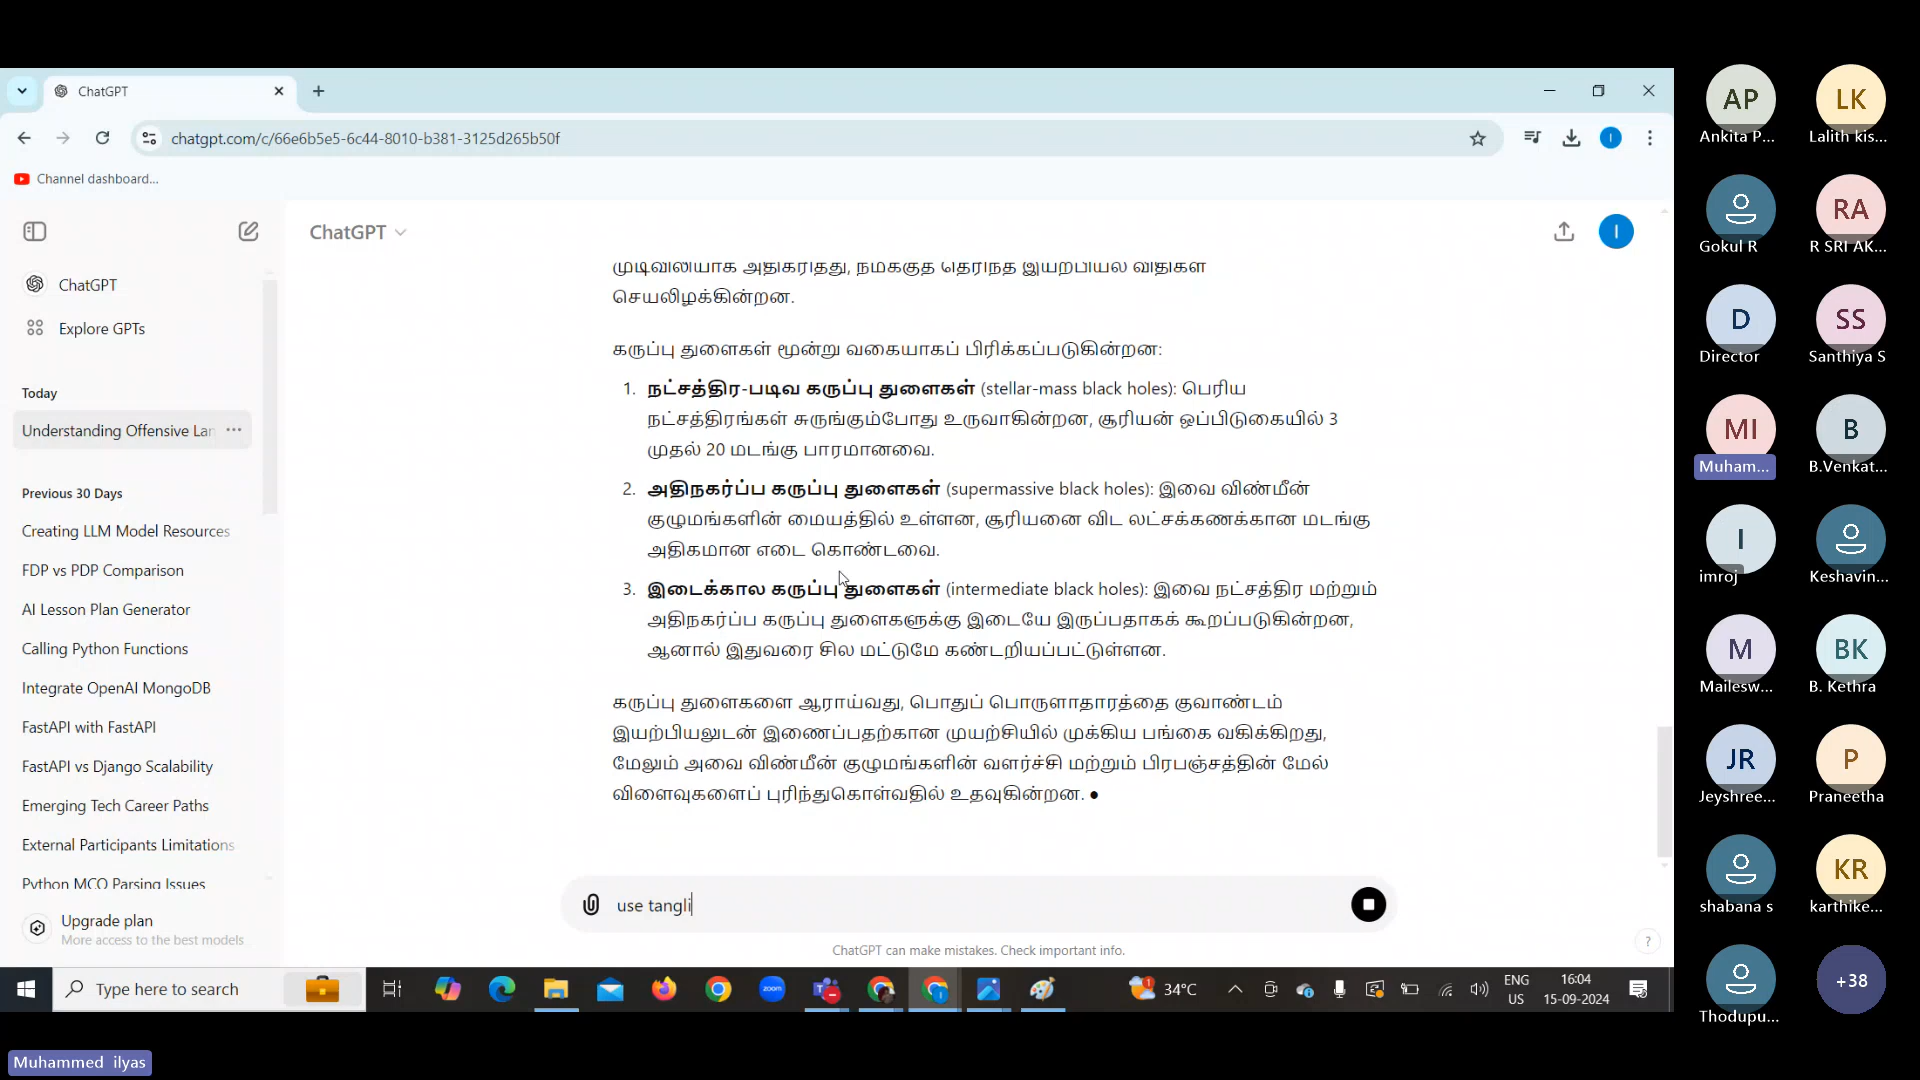 ChatGPT
chatgpt.com/c/66e6b5e5-6c44-8010-b381-3125d265b50f
Channel dashboard...
ChatGPT
ChatGPT
Explore GPTs
Today
Understanding Offensive Lan
Previous 30 Days
Creating LLM Model Resources
FDP vs PDP Comparison
AI Lesson Plan Generator
Calling Python Functions
Integrate OpenAI MongoDB
FastAPI with FastAPI
FastAPI vs Django Scalability
Emerging Tech Career Paths
External Participants Limitations
Python MCQ Parsing Issues
Upgrade plan
More access to the best models
முடிவிலியாக அதிகரித்து, நமக்குத் தெரிந்த இயற்பியல் விதிகள்
செயலிழக்கின்றன.
கருப்பு துளைகள் மூன்று வகையாகப் பிரிக்கப்படுகின்றன:
1. நட்சத்திர-படிவ கருப்பு துளைகள் (stellar-mass black holes): பெரிய
நட்சத்திரங்கள் சுருங்கும்போது உருவாகின்றன, சூரியன் ஒப்பிடுகையில் 3
முதல் 20 மடங்கு பாரமானவை.
2. அதிநகர்ப்ப கருப்பு துளைகள் (supermassive black holes): இவை விண்மீன்
குழுமங்களின் மையத்தில் உள்ளன, சூரியனை விட லட்சக்கணக்கான மடங்கு
அதிகமான எடை கொண்டவை.
3. இடைக்கால கருப்பு துளைகள் (intermediate black holes): இவை நட்சத்திர மற்றும்
அதிநகர்ப்ப கருப்பு துளைகளுக்கு இடையே இருப்பதாகக் கூறப்படுகின்றன,
ஆனால் இதுவரை சில மட்டுமே கண்டறியப்பட்டுள்ளன.
கருப்பு துளைகளை ஆராய்வது, பொதுப் பொருளாதாரத்தை குவாண்டம்
இயற்பியலுடன் இணைப்பதற்கான முயற்சியில் முக்கிய பங்கை வகிக்கிறது,
மேலும் அவை விண்மீன் குழுமங்களின் வளர்ச்சி மற்றும் பிரபஞ்சத்தின் மேல்
விளைவுகளைப் புரிந்துகொள்வதில் உதவுகின்றன.
use tangli
ChatGPT can make mistakes. Check important info.
?
I
I
Type here to search
zoom
34°C
ENG
US
16:04
15-09-2024
AP
Ankita P...
LK
Lalith kis...
Gokul R
RA
R SRI AK...
D
Director
SS
Santhiya S
MI
Muham...
B
B.Venkat...
I
imroj
Keshavin...
M
Mailesw...
BK
B. Kethra
JR
Jeyshree...
P
Praneetha
shabana s
KR
karthike...
Thodupu...
+38
Muhammed ilyas